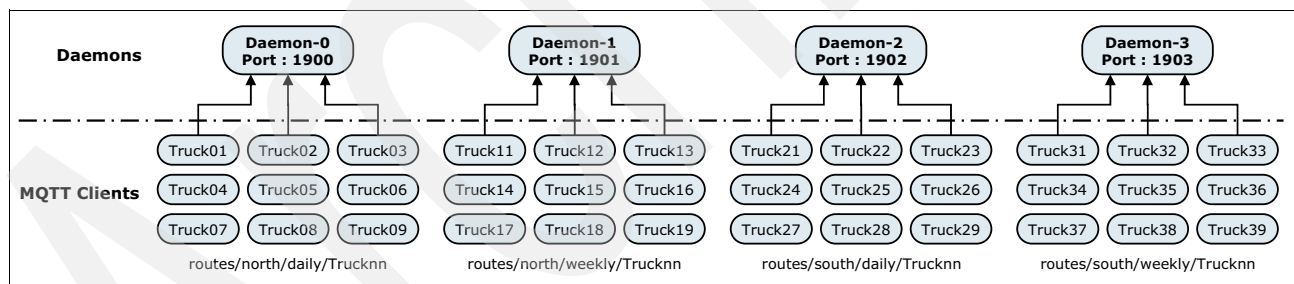 Daemons
Daemon-0
Port : 1900
Daemon-1
Port : 1901
Daemon-2
Port : 1902
Daemon-3
Port : 1903
MQTT Clients
Truck01 Truck02 Truck03
Truck04 Truck05 Truck06
Truck07 Truck08 Truck09
routes/north/daily/Trucknn
Truck11 Truck12 Truck13
Truck14 Truck15 Truck16
Truck17 Truck18 Truck19
routes/north/weekly/Trucknn
Truck21 Truck22 Truck23
Truck24 Truck25 Truck26
Truck27 Truck28 Truck29
routes/south/daily/Trucknn
Truck31 Truck32 Truck33
Truck34 Truck35 Truck36
Truck37 Truck38 Truck39
routes/south/weekly/Trucknn